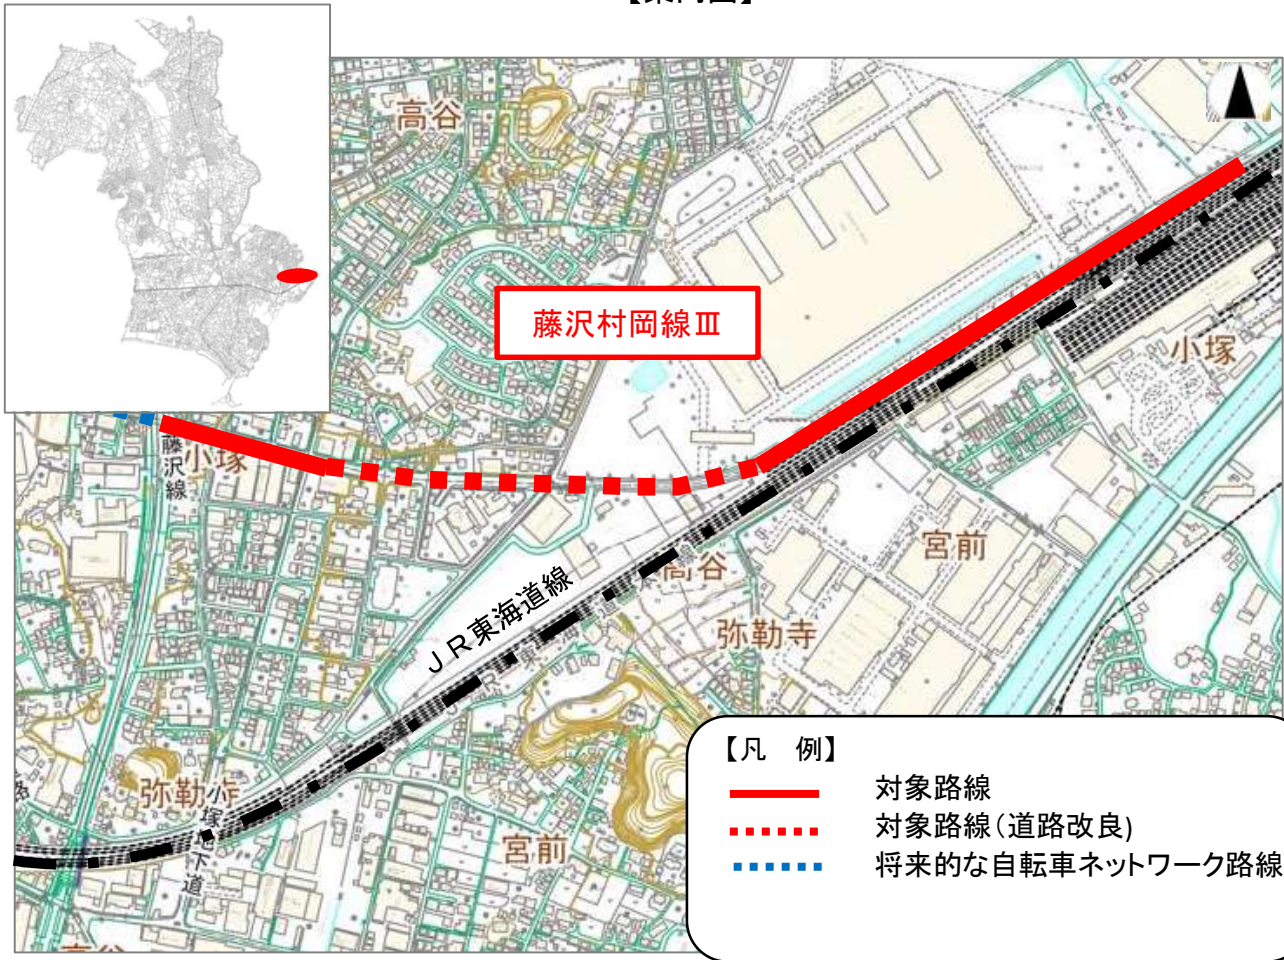 高谷
藤沢村岡線Ⅲ
小塚
藤沢線
小塚
宮前
高谷
JR東海道線
弥勒寺
弥勒寺
小塚地下道
宮前
【凡 例】
対象路線
対象路線(道路改良)
将来的な自転車ネットワーク路線